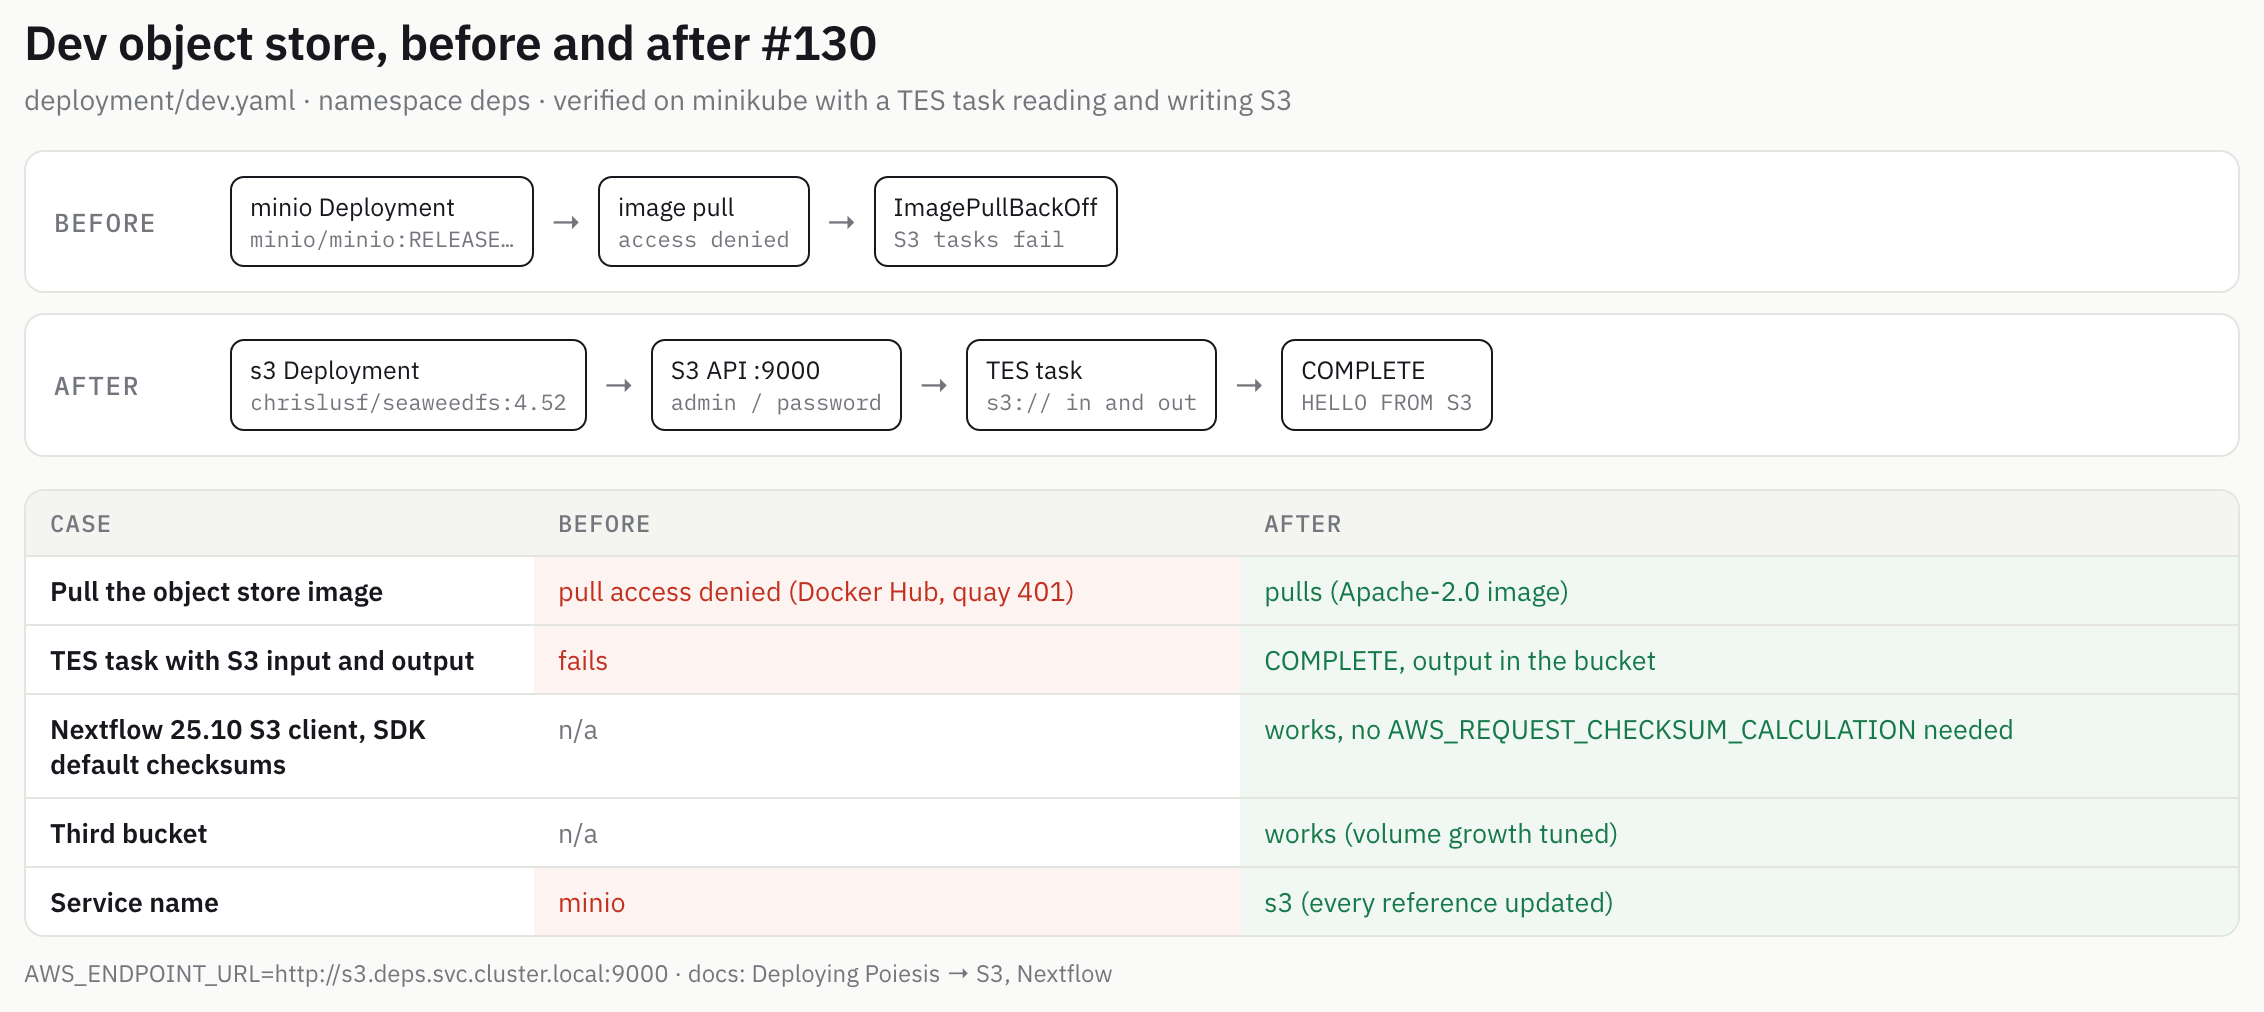 Dev object store, before and after #130
deployment/dev.yaml · namespace deps · verified on minikube with a TES task reading and writing S3
BEFORE
minio Deployment
minio/minio:RELEASE…
→
image pull
access denied
→
ImagePullBackOff
S3 tasks fail
AFTER
s3 Deployment
chrislusf/seaweedfs:4.52
→
S3 API :9000
admin / password
→
TES task
s3:// in and out
→
COMPLETE
HELLO FROM S3
CASE BEFORE AFTER
Pull the object store image pull access denied (Docker Hub, quay 401) pulls (Apache-2.0 image)
TES task with S3 input and output fails COMPLETE, output in the bucket
Nextflow 25.10 S3 client, SDK n/a works, no AWS_REQUEST_CHECKSUM_CALCULATION needed
default checksums
Third bucket n/a works (volume growth tuned)
Service name minio s3 (every reference updated)
AWS_ENDPOINT_URL=http://s3.deps.svc.cluster.local:9000 · docs: Deploying Poiesis → S3, Nextflow